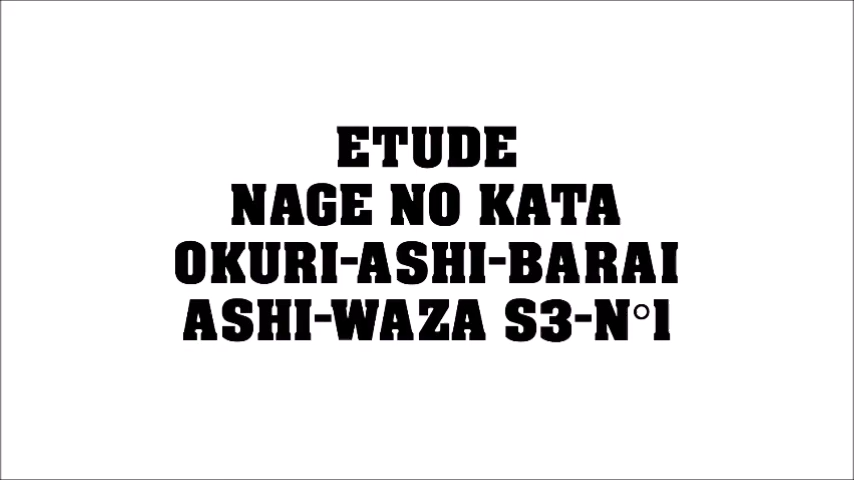 ETUDE
NAGE NO KATA
OKURI-ASHI-BARAI
ASHI-WAZA S3-N°1